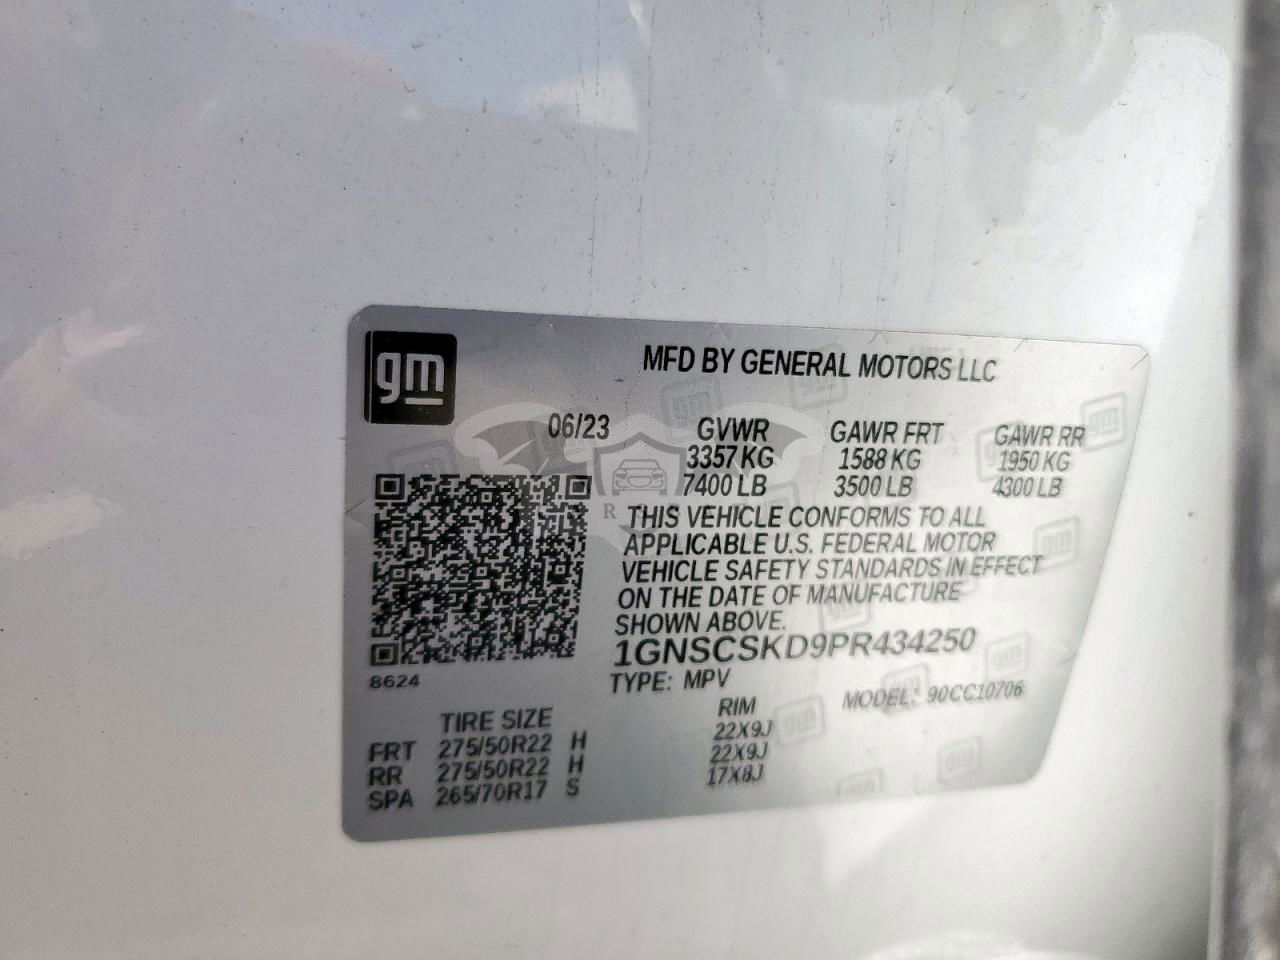 gm
MFD BY GENERAL MOTORS LLC
06/23 GVWR GAWR FRT GAWR RR
3357 KG 1588 KG 1950 KG
7400 LB 3500 LB 4300 LB
THIS VEHICLE CONFORMS TO ALL
APPLICABLE U.S. FEDERAL MOTOR
VEHICLE SAFETY STANDARDS IN EFFECT
ON THE DATE OF MANUFACTURE
SHOWN ABOVE.
1GNSCSKD9PR434250
8624
TYPE: MPV MODEL: 90CC10706
TIRE SIZE RIM
FRT 275/50R22 H 22X9J
RR 275/50R22 H 22X9J
SPA 265/70R17 S 17X8J